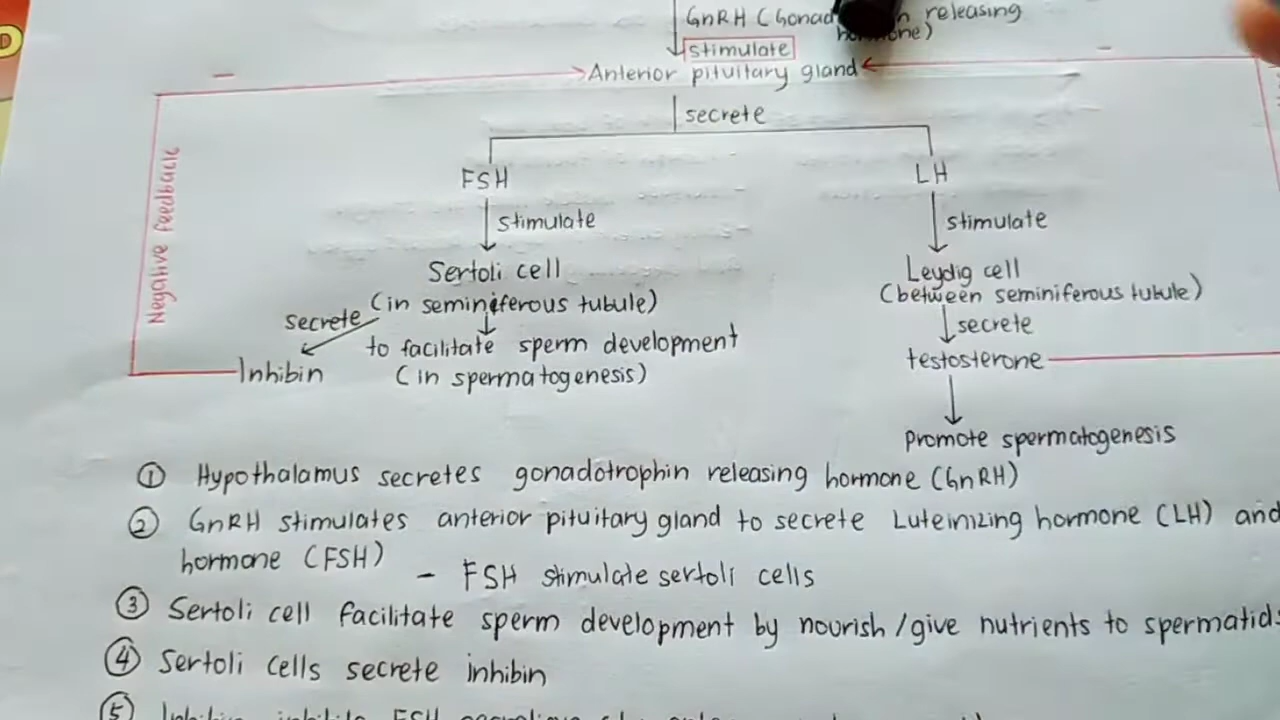 GnRH (Gonad n releasing
hormone)
stimulate
Anterior pituitary gland
secrete
FSH
LH
stimulate
stimulate
Sertoli cell
(in seminiferous tubule)
Leydig cell
(between seminiferous tubule)
secrete
secrete
to facilitate sperm development
(in spermatogenesis)
Inhibin
testosterone
Negative feedback
promote spermatogenesis
① Hypothalamus secretes gonadotrophin releasing hormone (GnRH)
② GnRH stimulates anterior pituitary gland to secrete Luteinizing hormone (LH) and
hormone (FSH)
- FSH stimulate sertoli cells
③ Sertoli cell facilitate sperm development by nourish/give nutrients to spermatids
④ Sertoli cells secrete inhibin
⑤ FSH